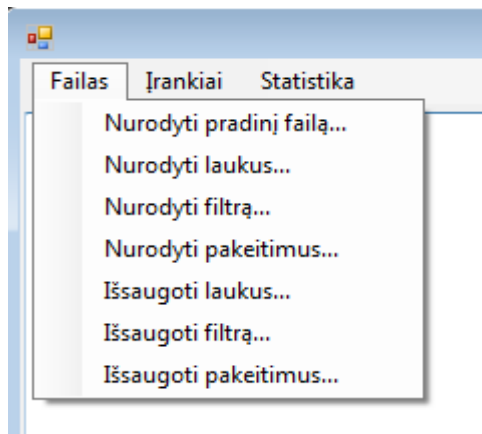 Failas Įrankiai Statistika
Nurodyti pradinį failą...
Nurodyti laukus...
Nurodyti filtrą...
Nurodyti pakeitimus...
Išsaugoti laukus...
Išsaugoti filtrą...
Išsaugoti pakeitimus...